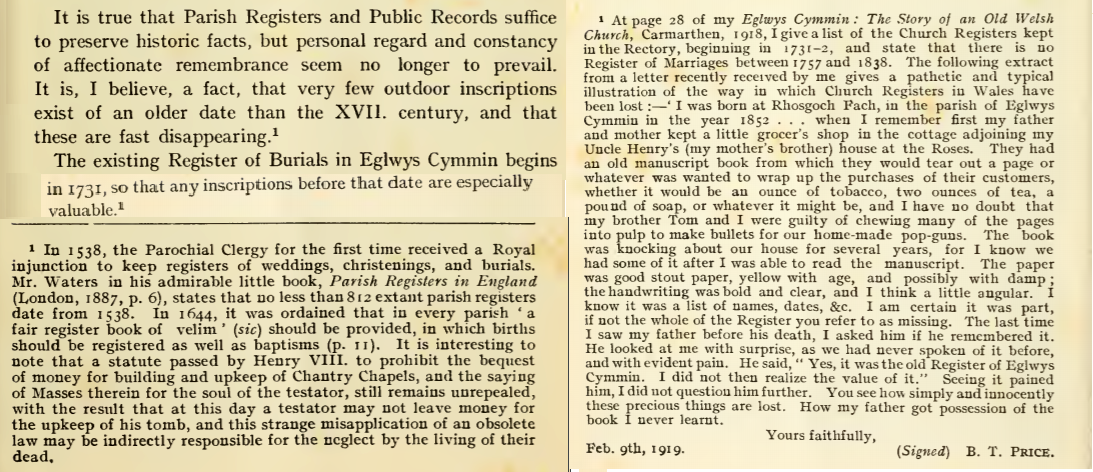 It is true that Parish Registers and Public Records suffice
to preserve historic facts, but personal regard and constancy
of affectionate remembrance seem no longer to prevail.
It is, I believe, a fact, that very few outdoor inscriptions
exist of an older date than the XVII. century, and that
these are fast disappearing.¹
The existing Register of Burials in Eglwys Cymmin begins
in 1731, so that any inscriptions before that date are especially
valuable.¹
¹ In 1538, the Parochial Clergy for the first time received a Royal
injunction to keep registers of weddings, christenings, and burials.
Mr. Waters in his admirable little book, Parish Registers in England
(London, 1887, p. 6), states that no less than 812 extant parish registers
date from 1538. In 1644, it was ordained that in every parish ‘ a
fair register book of velim ’ (sic) should be provided, in which births
should be registered as well as baptisms (p. 11). It is interesting to
note that a statute passed by Henry VIII. to prohibit the bequest
of money for building and upkeep of Chantry Chapels, and the saying
of Masses therein for the soul of the testator, still remains unrepealed,
with the result that at this day a testator may not leave money for
the upkeep of his tomb, and this strange misapplication of an obsolete
law may be indirectly responsible for the neglect by the living of their
dead.
¹ At page 28 of my Eglwys Cymmin : The Story of an Old Welsh
Church, Carmarthen, 1918, I give a list of the Church Registers kept
in the Rectory, beginning in 1731–2, and state that there is no
Register of Marriages between 1757 and 1838. The following extract
from a letter recently received by me gives a pathetic and typical
illustration of the way in which Church Registers in Wales have
been lost :—‘ I was born at Rhosgoch Fach, in the parish of Eglwys
Cymmin in the year 1852 . . . when I remember first my father
and mother kept a little grocer's shop in the cottage adjoining my
Uncle Henry's (my mother's brother) house at the Roses. They had
an old manuscript book from which they would tear out a page or
whatever was wanted to wrap up the purchases of their customers,
whether it would be an ounce of tobacco, two ounces of tea, a
pound of soap, or whatever it might be, and I have no doubt that
my brother Tom and I were guilty of chewing many of the pages
into pulp to make bullets for our home-made pop-guns. The book
was knocking about our house for several years, for I know we
had some of it after I was able to read the manuscript. The paper
was good stout paper, yellow with age, and possibly with damp ;
the handwriting was bold and clear, and I think a little angular. I
know it was a list of names, dates, &c. I am certain it was part,
if not the whole of the Register you refer to as missing. The last time
I saw my father before his death, I asked him if he remembered it.
He looked at me with surprise, as we had never spoken of it before,
and with evident pain. He said, “ Yes, it was the old Register of Eglwys
Cymmin. I did not then realize the value of it.” Seeing it pained
him, I did not question him further. You see how simply and innocently
these precious things are lost. How my father got possession of the
book I never learnt.
Yours faithfully,
Feb. 9th, 1919. (Signed) B. T. PRICE.